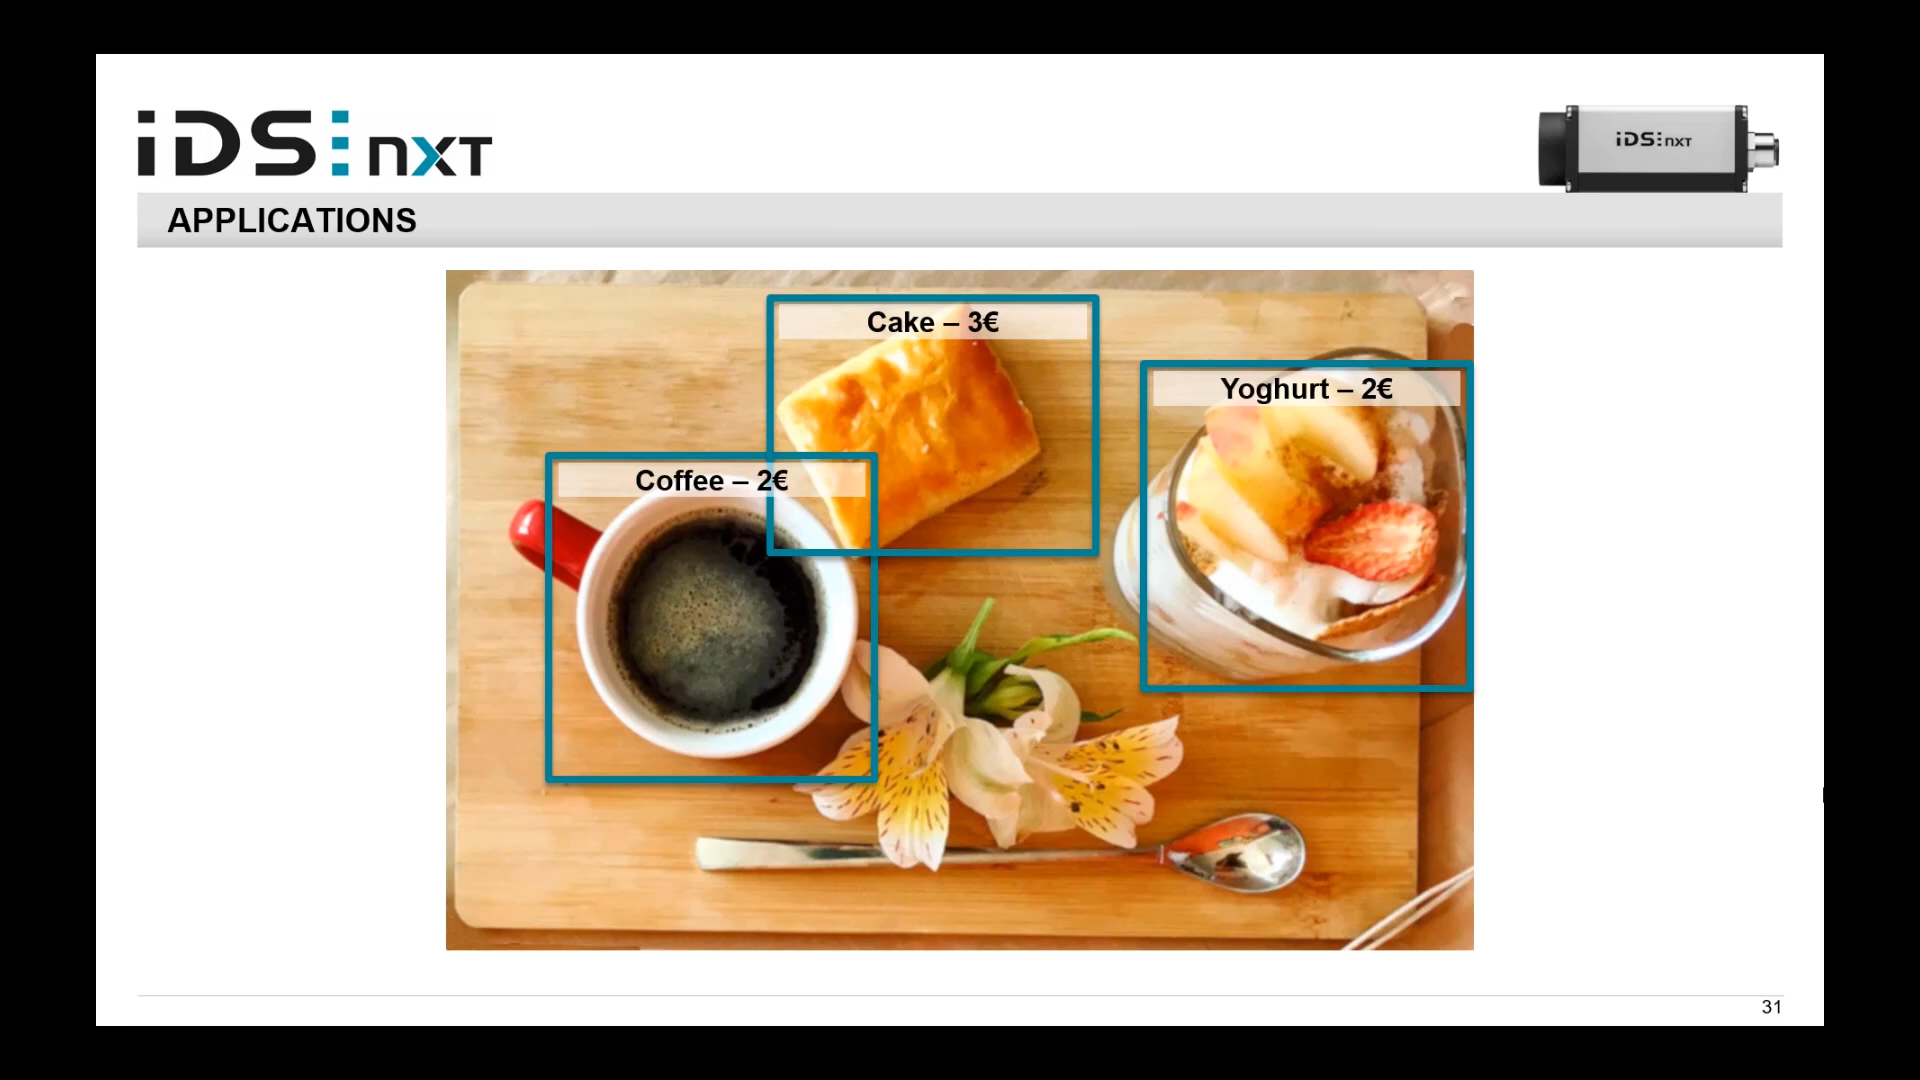 iDS nxt
iDS nxt
APPLICATIONS
Cake – 3€
Yoghurt – 2€
Coffee – 2€
31